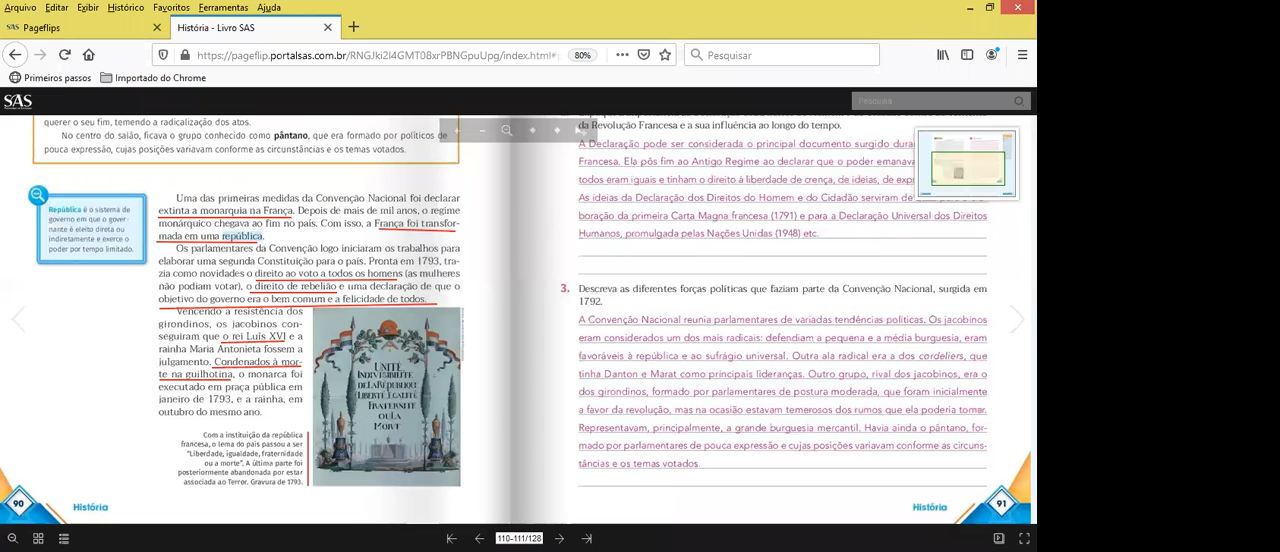 Arquivo Editar Exibir Histórico Favoritos Ferramentas Ajuda
SAS Pageflips
História - Livro SAS
https://pageflip.portalsas.com.br/RNGJki2I4GMT08xrPBNGpuUpg/index.html
80%
Pesquisar
Primeiros passos
Importado do Chrome
SAS
Pesquisa
querer o seu fim, temendo a radicalização dos atos.
No centro do salão, ficava o grupo conhecido como pântano, que era formado por políticos de
pouca expressão, cujas posições variavam conforme as circunstâncias e os temas votados.
República é o sistema de
governo em que o gover-
nante é eleito direta ou
indiretamente e exerce o
poder por tempo limitado.
Uma das primeiras medidas da Convenção Nacional foi declarar
extinta a monarquia na França. Depois de mais de mil anos, o regime
monárquico chegava ao fim no país. Com isso, a França foi transfor-
mada em uma república.
Os parlamentares da Convenção logo iniciaram os trabalhos para
elaborar uma segunda Constituição para o país. Pronta em 1793, tra-
zia como novidades o direito ao voto a todos os homens (as mulheres
não podiam votar), o direito de rebelião e uma declaração de que o
objetivo do governo era o bem comum e a felicidade de todos.
Vencendo a resistência dos
girondinos, os jacobinos con-
seguiram que o rei Luís XVI e a
rainha Maria Antonieta fossem a
julgamento. Condenados à mor-
te na guilhotina, o monarca foi
executado em praça pública em
janeiro de 1793, e a rainha, em
outubro do mesmo ano.
UNITÉ
INDIVISIBILITÉ
DE LA RÉPUBLIQUE
LIBERTÉ EGALITÉ
FRATERNITÉ
OU LA
MORT
Com a instituição da república
francesa, o lema do país passou a ser
"Liberdade, igualdade, fraternidade
ou a morte". A última parte foi
posteriormente abandonada por estar
associada ao Terror. Gravura de 1793.
90
História
da Revolução Francesa e a sua influência ao longo do tempo.
A Declaração pode ser considerada o principal documento surgido
Francesa. Ela pôs fim ao Antigo Regime ao declarar que o poder emanava
todos eram iguais e tinham o direito à liberdade de crença, de ideias, de
As ideias da Declaração dos Direitos do Homem e do Cidadão serviram
boração da primeira Carta Magna francesa (1791) e para a Declaração Universal dos Direitos
Humanos, promulgada pelas Nações Unidas (1948) etc.
3. Descreva as diferentes forças políticas que faziam parte da Convenção Nacional, surgida em
1792.
A Convenção Nacional reunia parlamentares de variadas tendências políticas. Os jacobinos
eram considerados um dos mais radicais: defendiam a pequena e a média burguesia, eram
favoráveis à república e ao sufrágio universal. Outra ala radical era a dos cordeliers, que
tinha Danton e Marat como principais lideranças. Outro grupo, rival dos jacobinos, era o
dos girondinos, formado por parlamentares de postura moderada, que foram inicialmente
a favor da revolução, mas na ocasião estavam temerosos dos rumos que ela poderia tomar.
Representavam, principalmente, a grande burguesia mercantil. Havia ainda o pântano, for-
mado por parlamentares de pouca expressão e cujas posições variavam conforme as circuns-
tâncias e os temas votados.
História
91
110-111/128